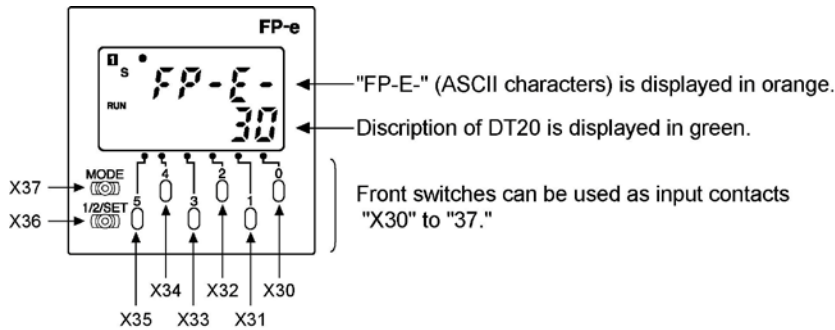 FP-e
1
S
FP-E-
"FP-E-" (ASCII characters) is displayed in orange.
RUN
30
Discription of DT20 is displayed in green.
MODE
4 2 0
X37
1/2/SET
5 3 1
X36
Front switches can be used as input contacts
"X30" to "37."
X34 X32 X30
X35 X33 X31